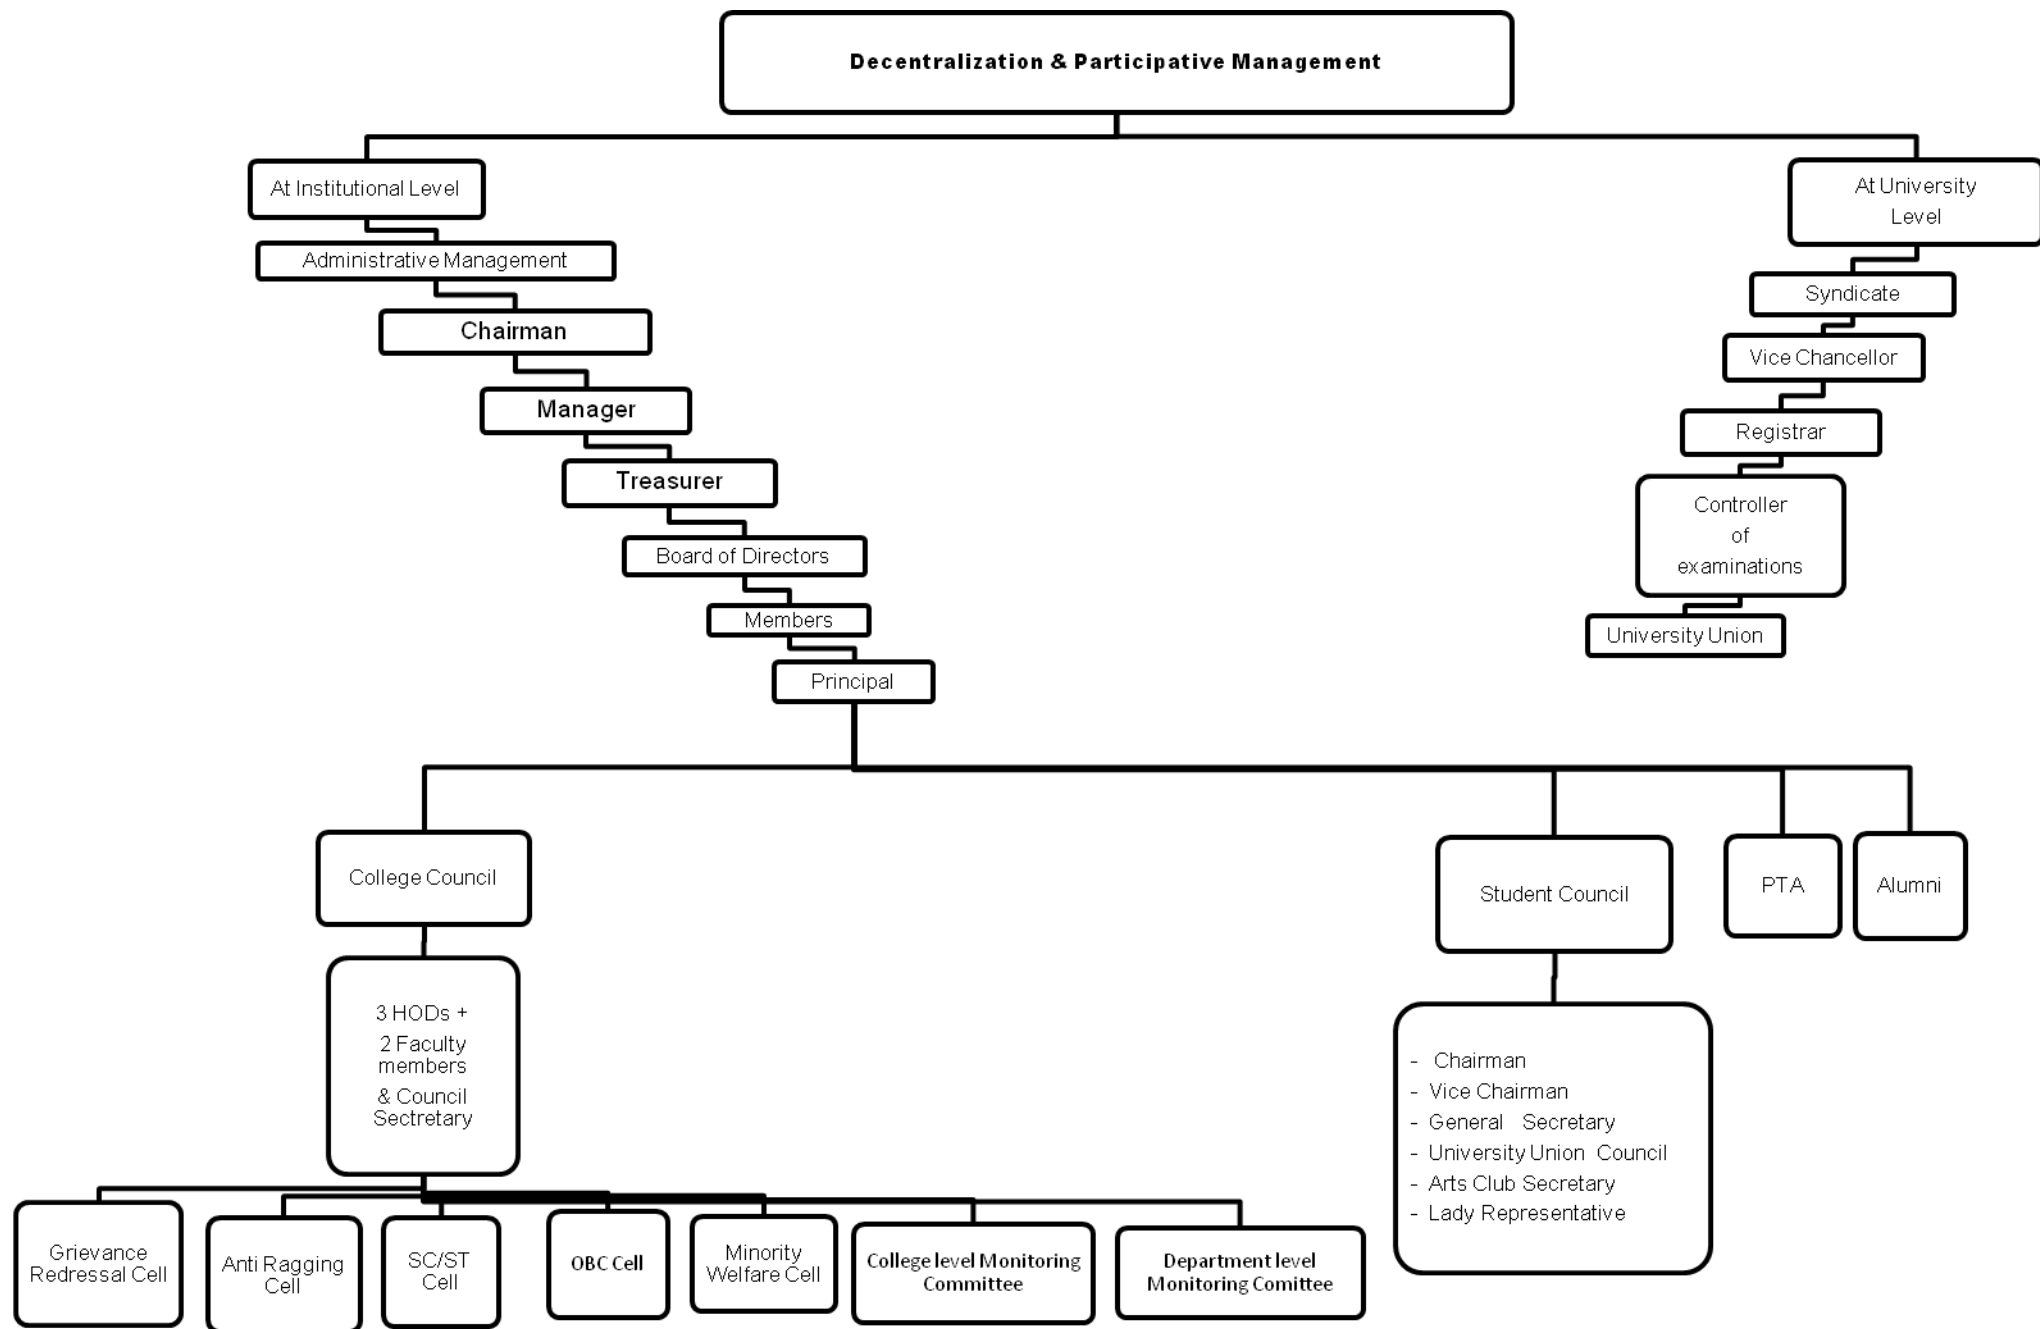 Decentralization & Participative Management
At Institutional Level
Administrative Management
Chairman
Manager
Treasurer
Board of Directors
Members
Principal
At University
Level
Syndicate
Vice Chancellor
Registrar
Controller
of
examinations
University Union
College Council
3 HODs +
2 Faculty
members
& Council
Sectretary
Grievance
Redressal Cell
Anti Ragging
Cell
SC/ST
Cell
OBC Cell
Minority
Welfare Cell
College level Monitoring
Committee
Department level
Monitoring Comittee
Student Council
- Chairman
- Vice Chairman
- General Secretary
- University Union Council
- Arts Club Secretary
- Lady Representative
PTA
Alumni